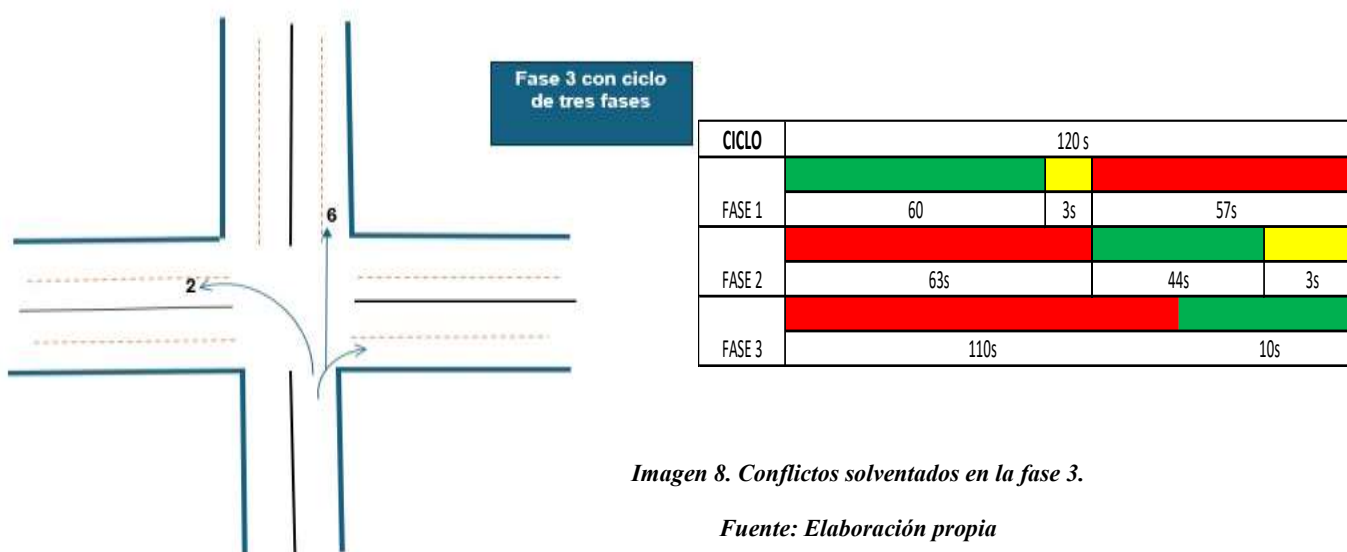 Fase 3 con ciclo
de tres fases
CICLO 120 s
FASE 1 60 3s 57s
FASE 2 63s 44s 3s
FASE 3 110s 10s
6
2
Imagen 8. Conflictos solventados en la fase 3.
Fuente: Elaboración propia